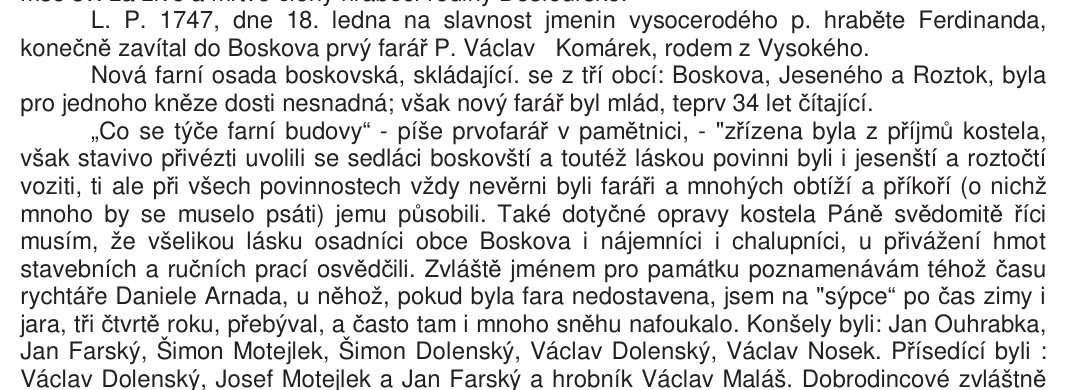 L. P. 1747, dne 18. ledna na slavnost jmenin vysocerodého p. hraběte Ferdinanda,
konečně zavítal do Boskova prvý farář P. Václav Komárek, rodem z Vysokého.
Nová farní osada boskovská, skládající. se z tří obcí: Boskova, Jeseného a Roztok, byla
pro jednoho kněze dosti nesnadná; však nový farář byl mlád, teprv 34 let čítající.
„Co se týče farní budovy“ - píše prvofarář v pamětnici, - "zřízena byla z příjmů kostela,
však stavivo přivézti uvolili se sedláci boskovští a toutéž láskou povinni byli i jesenští a roztočtí
voziti, ti ale při všech povinnostech vždy nevěrni byli faráři a mnohých obtíží a příkoří (o nichž
mnoho by se muselo psáti) jemu působili. Také dotyčné opravy kostela Páně svědomitě říci
musím, že všelikou lásku osadníci obce Boskova i nájemníci i chalupníci, u přivážení hmot
stavebních a ručních prací osvědčili. Zvláště jménem pro památku poznamenávám téhož času
rychtáře Daniele Arnada, u něhož, pokud byla fara nedostavena, jsem na "sýpce“ po čas zimy i
jara, tři čtvrtě roku, přebýval, a často tam i mnoho sněhu nafoukalo. Konšely byli: Jan Ouhrabka,
Jan Farský, Šimon Motejlek, Šimon Dolenský, Václav Dolenský, Václav Nosek. Přísedící byli :
Václav Dolenský, Josef Motejlek a Jan Farský a hrobník Václav Maláš. Dobrodincové zvláštně